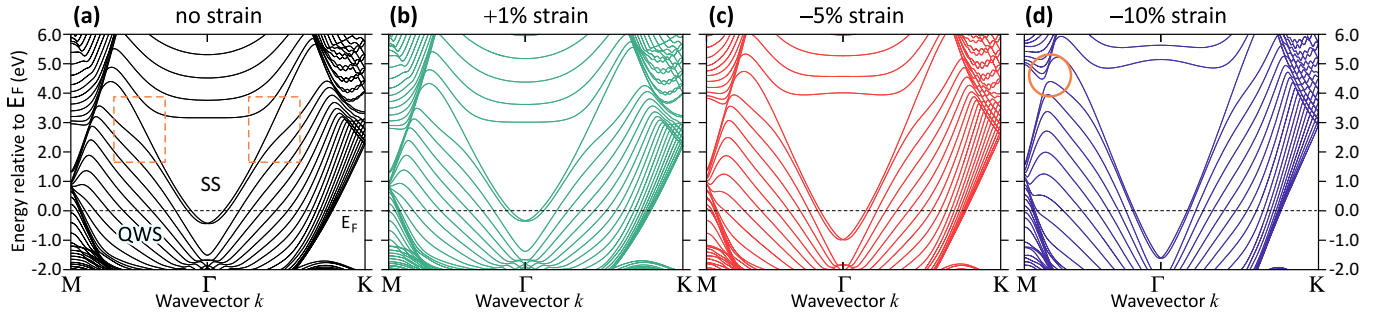 (a) no strain (b) +1% strain (c) −5% strain (d) −10% strain
Energy relative to EF (eV)
6.0 6.0
5.0 5.0
4.0 4.0
3.0 3.0
2.0 2.0
1.0 SS 1.0
0.0 0.0
EF
QWS
-1.0 -1.0
-2.0 -2.0
M Γ K M Γ K M Γ K M Γ K
Wavevector k Wavevector k Wavevector k Wavevector k